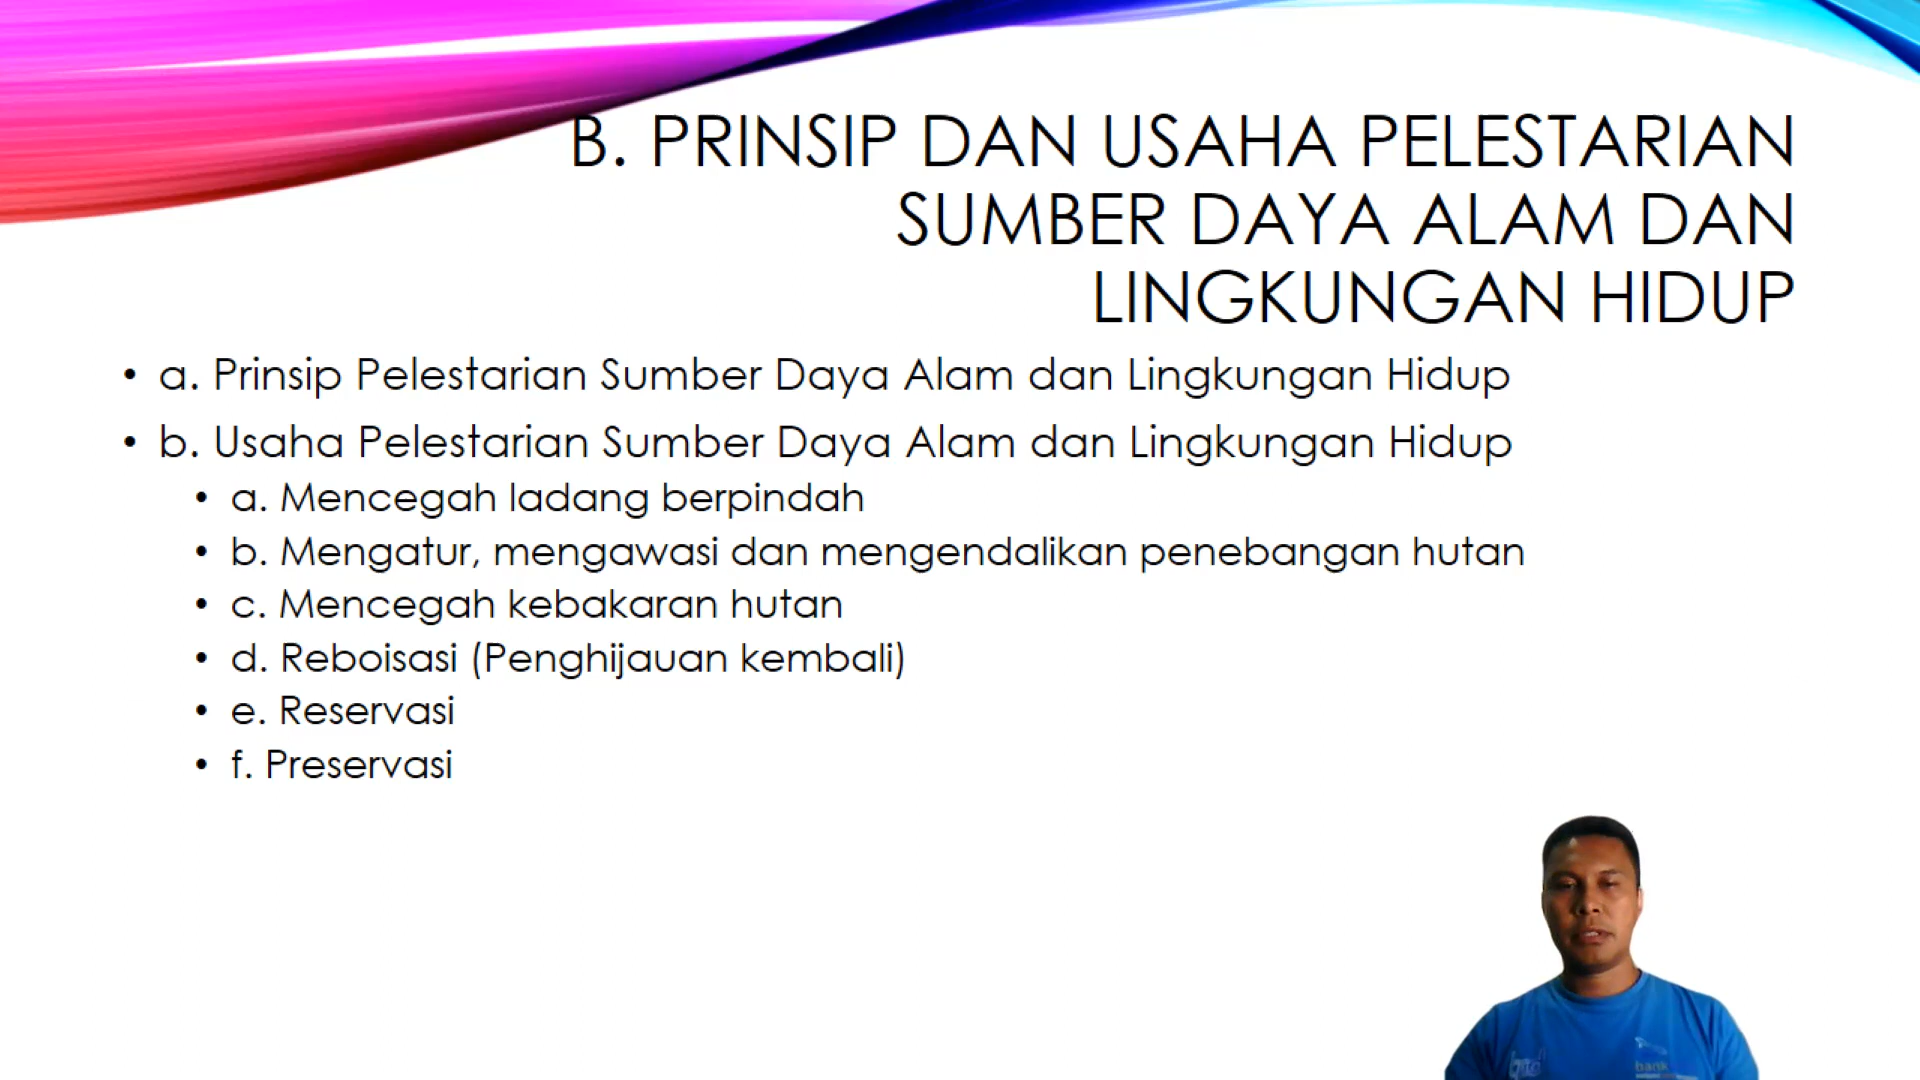 B. PRINSIP DAN USAHA PELESTARIAN
SUMBER DAYA ALAM DAN
LINGKUNGAN HIDUP
• a. Prinsip Pelestarian Sumber Daya Alam dan Lingkungan Hidup
• b. Usaha Pelestarian Sumber Daya Alam dan Lingkungan Hidup
• a. Mencegah ladang berpindah
• b. Mengatur, mengawasi dan mengendalikan penebangan hutan
• c. Mencegah kebakaran hutan
• d. Reboisasi (Penghijauan kembali)
• e. Reservasi
• f. Preservasi
bank